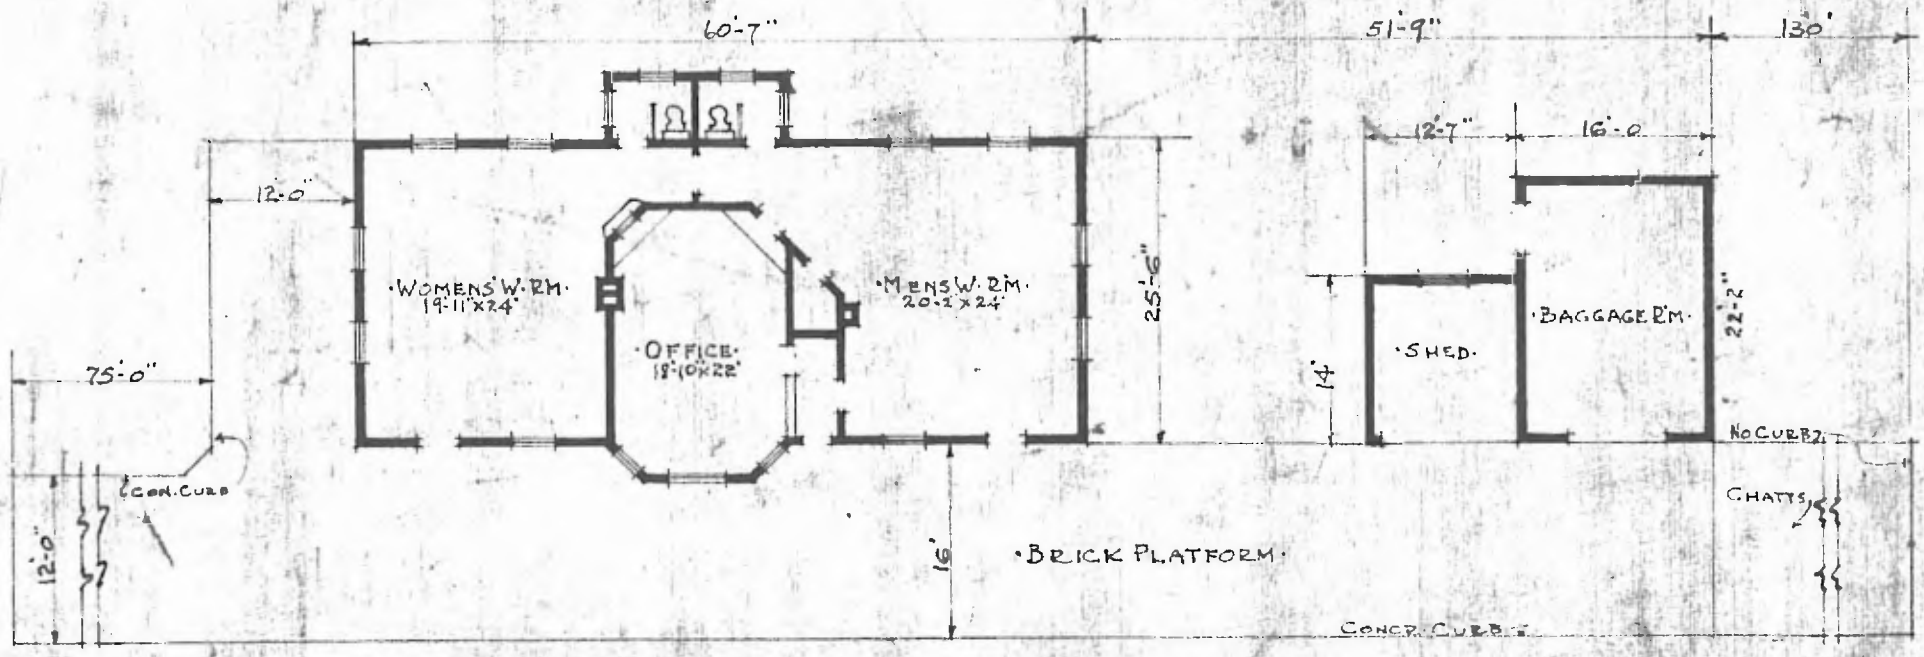 60'-7"
51'-9"
130'
12'-7"
16'-0
12'-0"
·WOMENS' W. RM·
19'-11"x24'
·MENS W. RM·
20'-2"x24'
25'-6"
·OFFICE·
18'-10"x22'
·SHED·
14'
·BAGGAGE R'M·
22'-2"
75'-0"
CON. CURB
12'-0"
16'
·BRICK PLATFORM·
NO CURB
CHATTS
CONCR. CURB